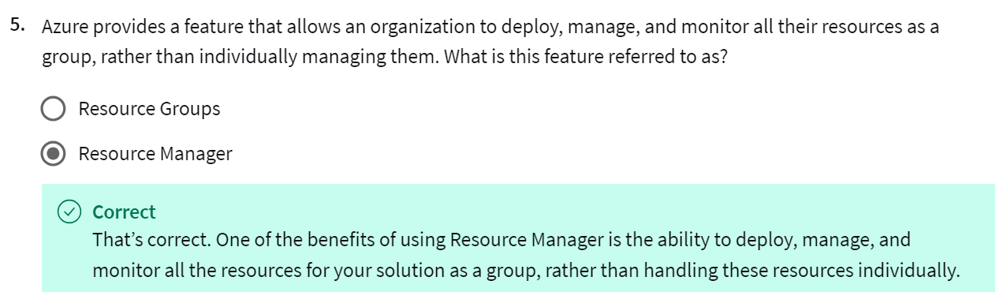 5. Azure provides a feature that allows an organization to deploy, manage, and monitor all their resources as a
group, rather than individually managing them. What is this feature referred to as?
Resource Groups
Resource Manager
Correct
That’s correct. One of the benefits of using Resource Manager is the ability to deploy, manage, and
monitor all the resources for your solution as a group, rather than handling these resources individually.